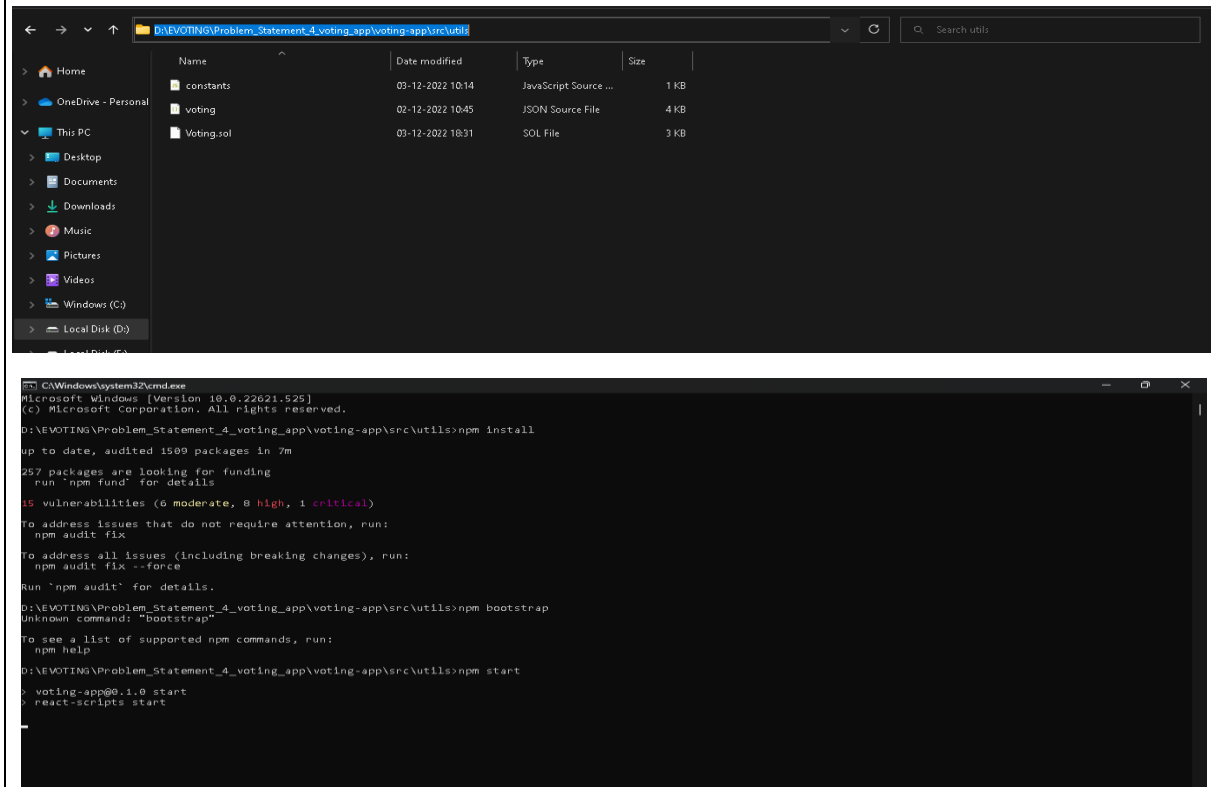 D:\EVOTING\Problem_Statement_4_voting_app\voting-app\src\utils
Search utils
Name Date modified Type Size
Home
constants 03-12-2022 10:14 JavaScript Source ... 1 KB
OneDrive - Personal
voting 02-12-2022 10:45 JSON Source File 4 KB
This PC
Voting.sol 03-12-2022 18:31 SOL File 3 KB
Desktop
Documents
Downloads
Music
Pictures
Videos
Windows (C:)
Local Disk (D:)
C:\Windows\system32\cmd.exe
Microsoft Windows [Version 10.0.22621.525]
(c) Microsoft Corporation. All rights reserved.
D:\EVOTING\Problem_Statement_4_voting_app\voting-app\src\utils>npm install
up to date, audited 1509 packages in 7m
257 packages are looking for funding
run `npm fund` for details
15 vulnerabilities (6 moderate, 8 high, 1 critical)
To address issues that do not require attention, run:
npm audit fix
To address all issues (including breaking changes), run:
npm audit fix --force
Run `npm audit` for details.
D:\EVOTING\Problem_Statement_4_voting_app\voting-app\src\utils>npm bootstrap
Unknown command: "bootstrap"
To see a list of supported npm commands, run:
npm help
D:\EVOTING\Problem_Statement_4_voting_app\voting-app\src\utils>npm start
> voting-app@0.1.0 start
> react-scripts start